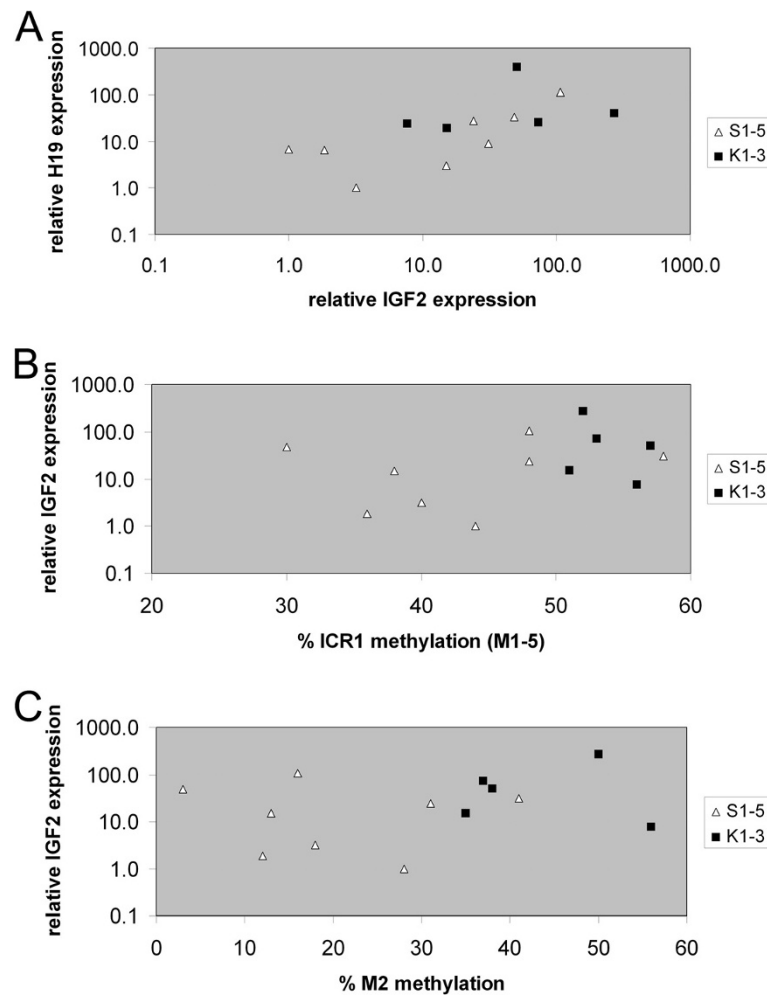 A
relative H19 expression
1000.0
100.0
10.0
1.0
0.1
0.1 1.0 10.0 100.0 1000.0
relative IGF2 expression
S1-5
K1-3
B
relative IGF2 expression
1000.0
100.0
10.0
1.0
0.1
20 30 40 50 60
% ICR1 methylation (M1-5)
S1-5
K1-3
C
relative IGF2 expression
1000.0
100.0
10.0
1.0
0.1
0 10 20 30 40 50 60
% M2 methylation
S1-5
K1-3